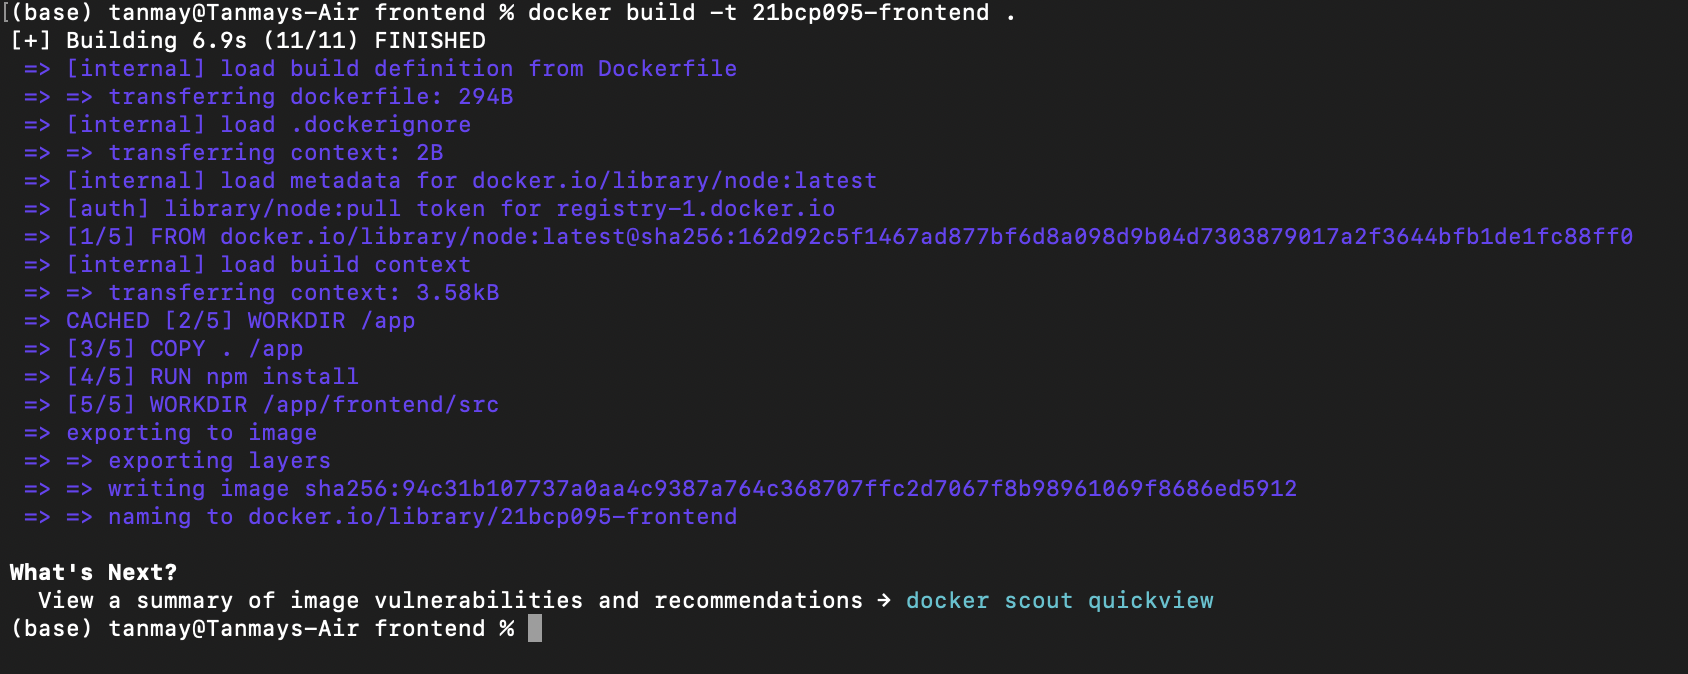 [(base) tanmay@Tanmays-Air frontend % docker build -t 21bcp095-frontend .
[+] Building 6.9s (11/11) FINISHED
=> [internal] load build definition from Dockerfile
=> => transferring dockerfile: 294B
=> [internal] load .dockerignore
=> => transferring context: 2B
=> [internal] load metadata for docker.io/library/node:latest
=> [auth] library/node:pull token for registry-1.docker.io
=> [1/5] FROM docker.io/library/node:latest@sha256:162d92c5f1467ad877bf6d8a098d9b04d7303879017a2f3644bfb1de1fc88ff0
=> [internal] load build context
=> => transferring context: 3.58kB
=> CACHED [2/5] WORKDIR /app
=> [3/5] COPY . /app
=> [4/5] RUN npm install
=> [5/5] WORKDIR /app/frontend/src
=> exporting to image
=> => exporting layers
=> => writing image sha256:94c31b107737a0aa4c9387a764c368707ffc2d7067f8b98961069f8686ed5912
=> => naming to docker.io/library/21bcp095-frontend
What's Next?
View a summary of image vulnerabilities and recommendations → docker scout quickview
(base) tanmay@Tanmays-Air frontend %